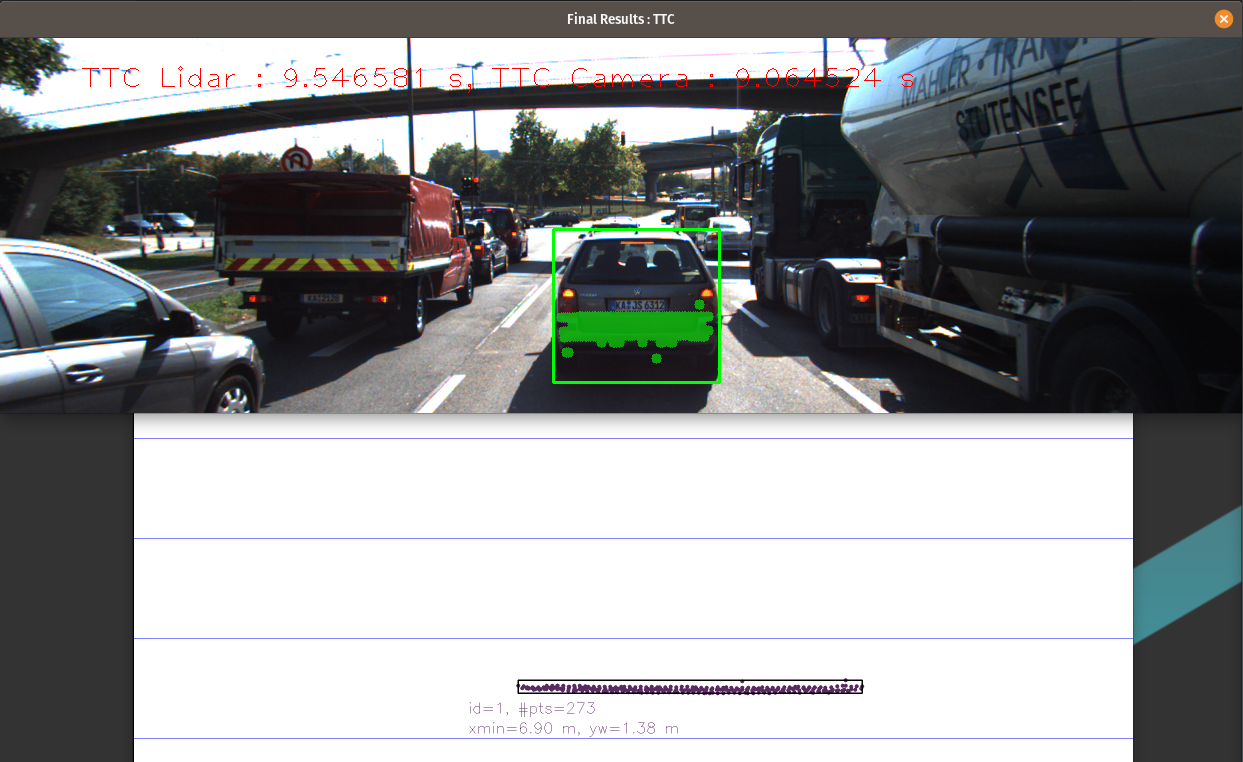 Final Results : TTC
TTC Lidar : 9.546581 s, TTC Camera : 9.064524 s
MAHLER · TRANS
STUTENSEE
KA:JS 6312
id=1, #pts=273
xmin=6.90 m, yw=1.38 m